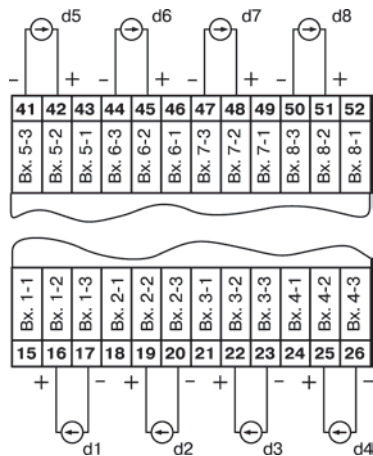 d5 d6 d7 d8
– + – + – + – +
41 42 43 44 45 46 47 48 49 50 51 52
Вх. 5-3 Вх. 5-2 Вх. 5-1 Вх. 6-3 Вх. 6-2 Вх. 6-1 Вх. 7-3 Вх. 7-2 Вх. 7-1 Вх. 8-3 Вх. 8-2 Вх. 8-1
Вх. 1-1 Вх. 1-2 Вх. 1-3 Вх. 2-1 Вх. 2-2 Вх. 2-3 Вх. 3-1 Вх. 3-2 Вх. 3-3 Вх. 4-1 Вх. 4-2 Вх. 4-3
15 16 17 18 19 20 21 22 23 24 25 26
+ – + – + – + –
d1 d2 d3 d4